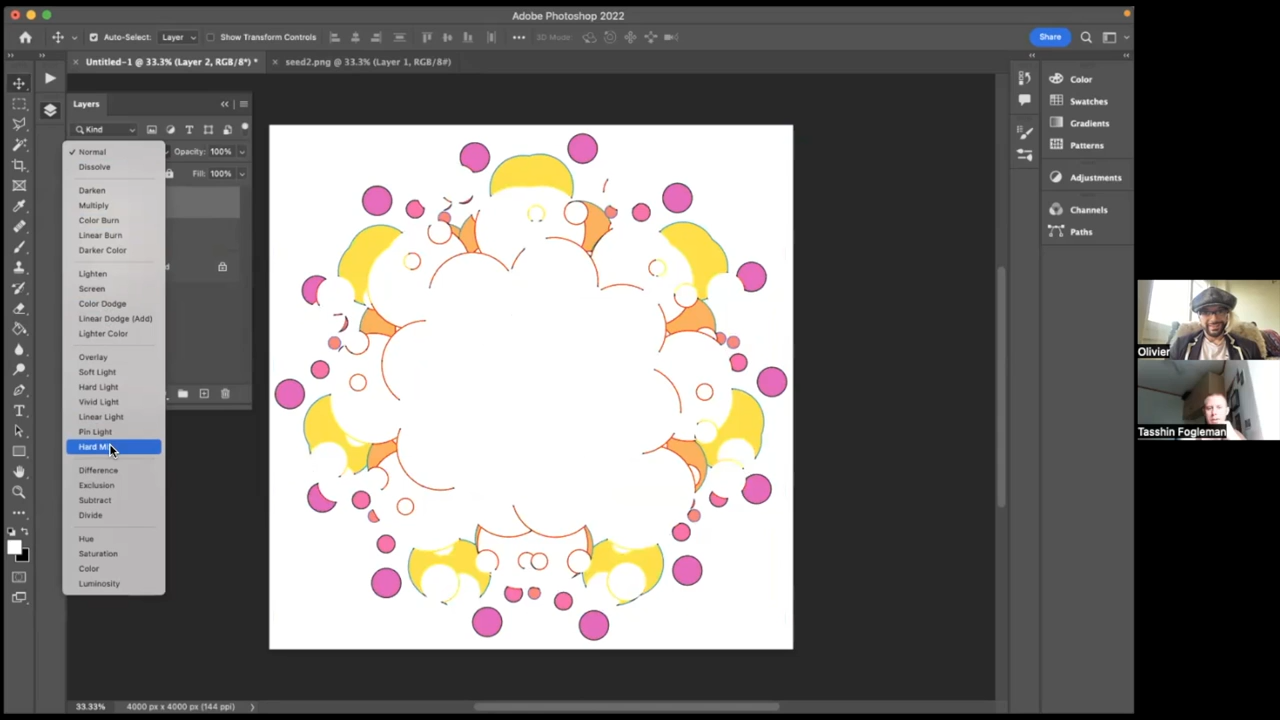 Adobe Photoshop 2022
Auto-Select:
Layer
Show Transform Controls
3D Mode:
Share
Untitled-1 @ 33.3% (Layer 2, RGB/8*) *
seed2.png @ 33.3% (Layer 1, RGB/8#)
Layers
Kind
Opacity: 100%
Fill: 100%
Normal
Dissolve
Darken
Multiply
Color Burn
Linear Burn
Darker Color
Lighten
Screen
Color Dodge
Linear Dodge (Add)
Lighter Color
Overlay
Soft Light
Hard Light
Vivid Light
Linear Light
Pin Light
Hard
Difference
Exclusion
Subtract
Divide
Hue
Saturation
Color
Luminosity
Color
Swatches
Gradients
Patterns
Adjustments
Channels
Paths
Olivier
Tasshin Fogleman
33.33%
4000 px x 4000 px (144 ppi)